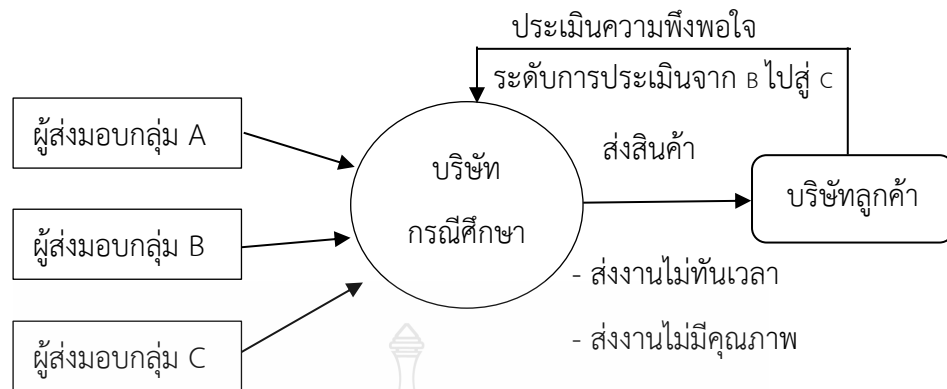 ประเมินความพึงพอใจ
ระดับการประเมินจาก B ไปสู่ C
ผู้ส่งมอบกลุ่ม A
ผู้ส่งมอบกลุ่ม B
ผู้ส่งมอบกลุ่ม C
บริษัท
กรณีศึกษา
ส่งสินค้า
บริษัทลูกค้า
- ส่งงานไม่ทันเวลา
- ส่งงานไม่มีคุณภาพ